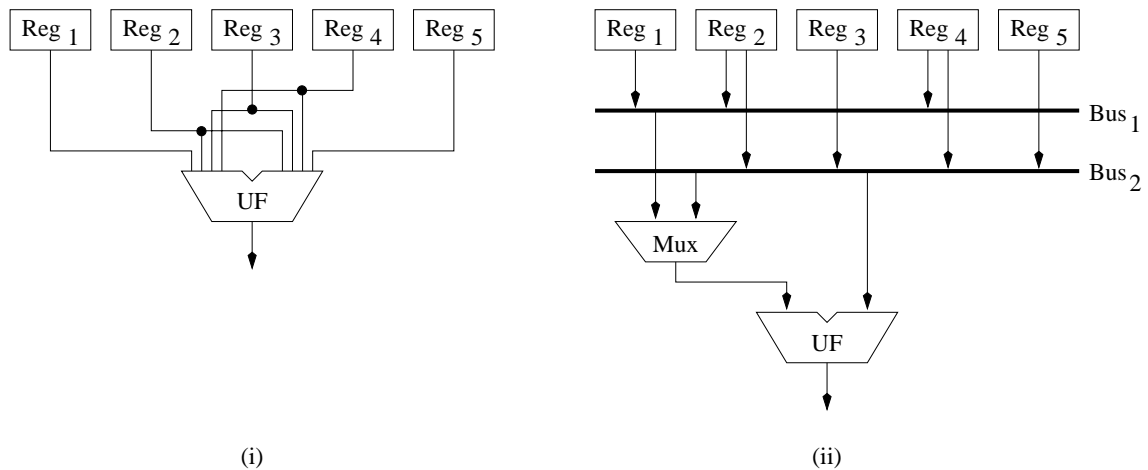 Reg 1
Reg 2
Reg 3
Reg 4
Reg 5
UF
(i)
Reg 1
Reg 2
Reg 3
Reg 4
Reg 5
Bus 1
Bus 2
Mux
UF
(ii)